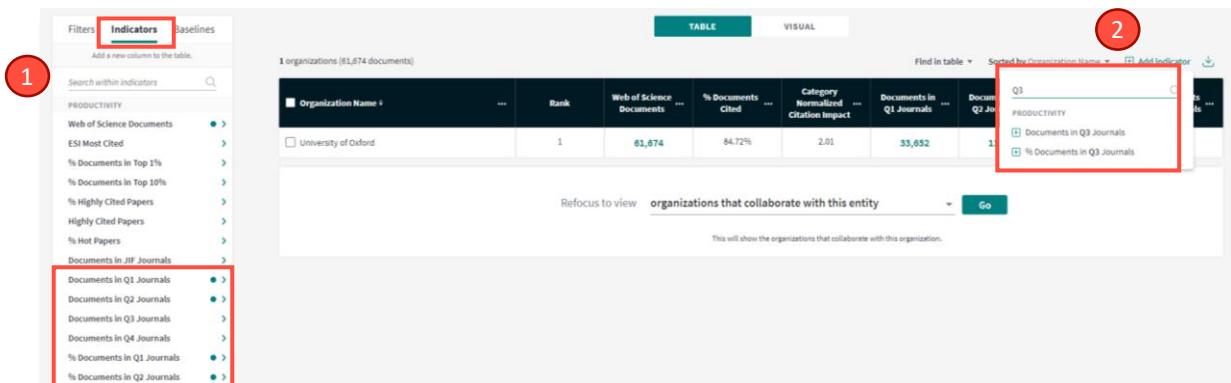 1
2
Filters Indicators Baselines
Add a new column to the table.
Search within indicators
PRODUCTIVITY
Web of Science Documents
ESI Most Cited
% Documents in Top 1%
% Documents in Top 10%
% Highly Cited Papers
Highly Cited Papers
% Hot Papers
Documents in JIF Journals
Documents in Q1 Journals
Documents in Q2 Journals
Documents in Q3 Journals
Documents in Q4 Journals
% Documents in Q1 Journals
% Documents in Q2 Journals
TABLE VISUAL
1 organizations (61,674 documents)
Find in table Sorted by Organization Name Add indicator
Organization Name Rank Web of Science Documents % Documents Cited Category Normalized Citation Impact Documents in Q1 Journals
University of Oxford 1 61,674 84.72% 2.01 33,652
Q3
PRODUCTIVITY
Documents in Q3 Journals
% Documents in Q3 Journals
Refocus to view organizations that collaborate with this entity Go
This will show the organizations that collaborate with this organization.